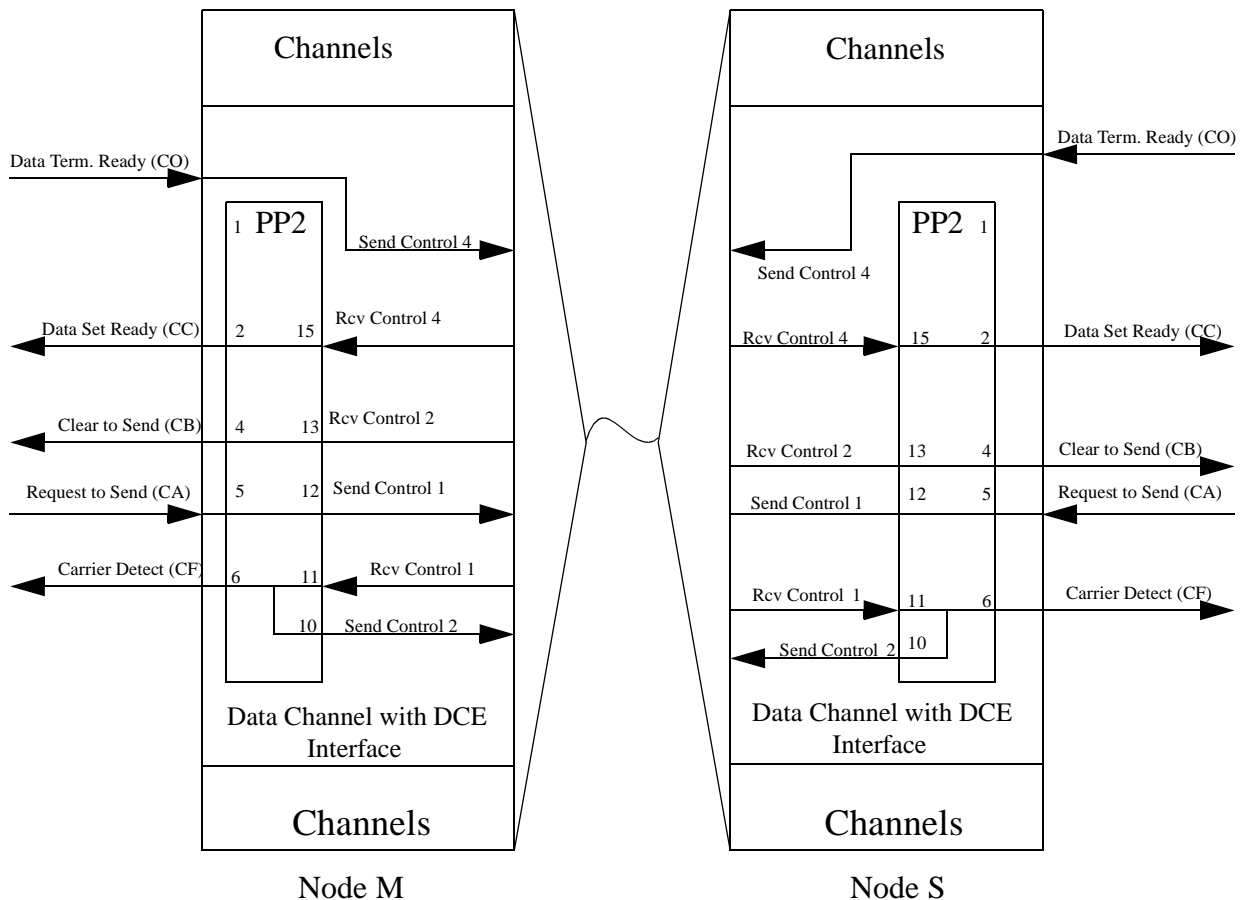 Channels
Channels
Data Term. Ready (CO)
Data Term. Ready (CO)
1 PP2
PP2 1
Send Control 4
Send Control 4
Data Set Ready (CC)
2
15
Rcv Control 4
Rcv Control 4
15
2
Data Set Ready (CC)
Clear to Send (CB)
4
13
Rcv Control 2
Rcv Control 2
13
4
Clear to Send (CB)
Request to Send (CA)
5
12
Send Control 1
Send Control 1
12
5
Request to Send (CA)
Carrier Detect (CF)
6
11
Rcv Control 1
Rcv Control 1
11
6
Carrier Detect (CF)
10
Send Control 2
Send Control 2
10
Data Channel with DCE
Interface
Data Channel with DCE
Interface
Channels
Channels
Node M
Node S